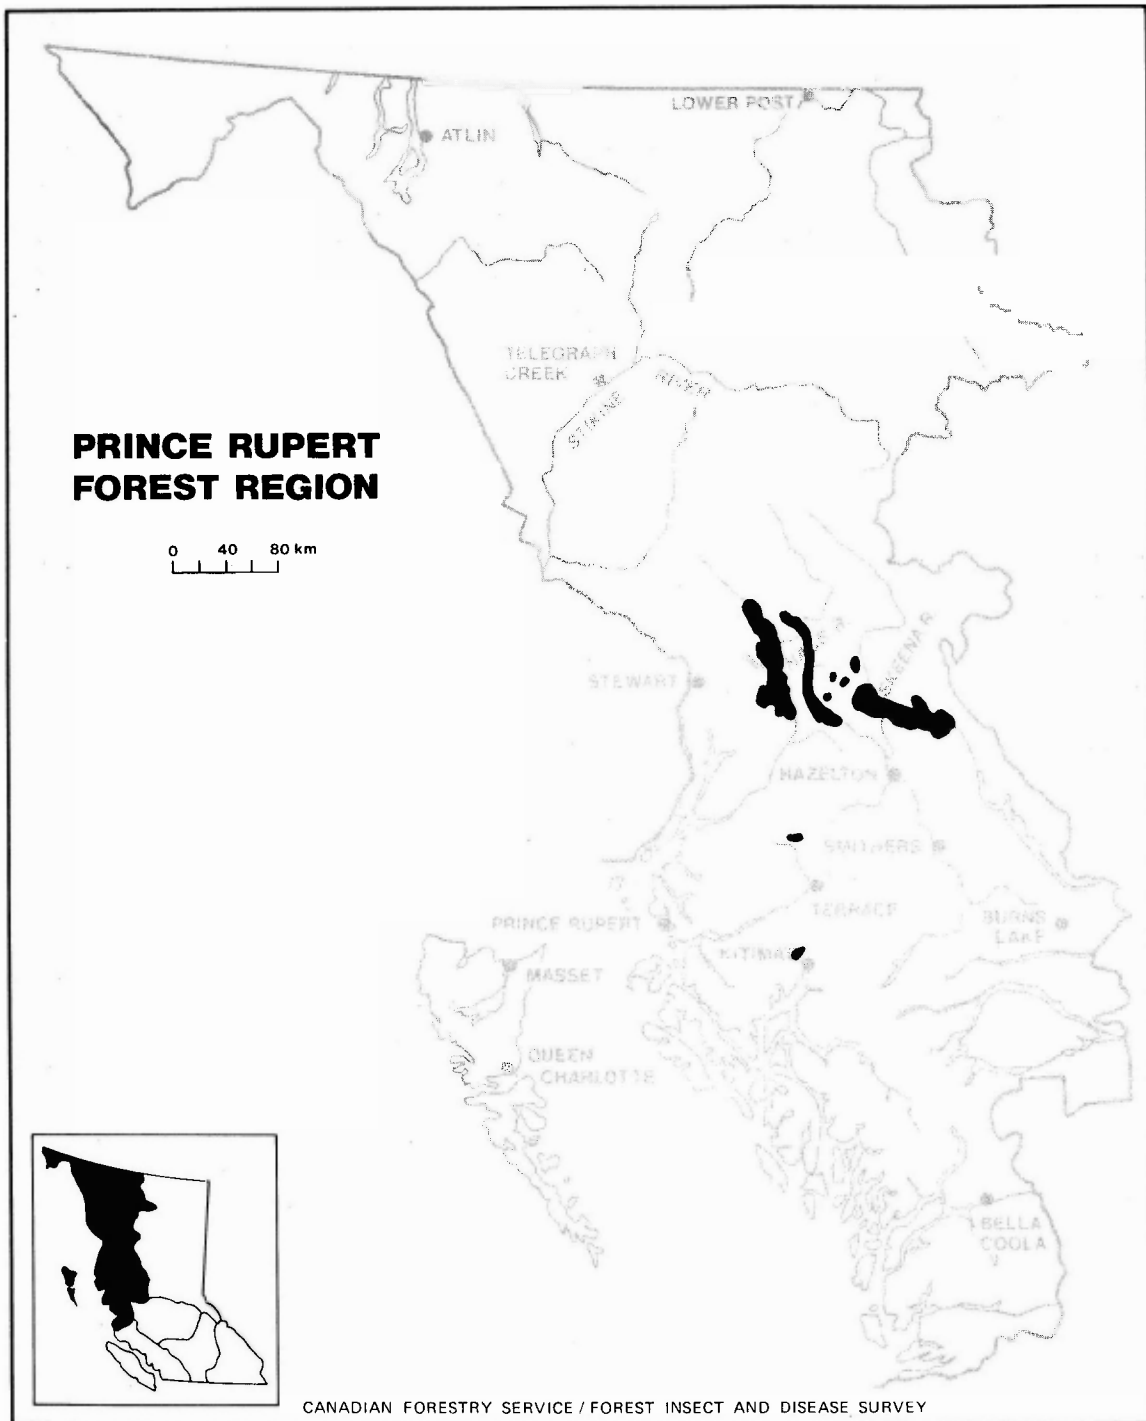 LOWER POST
ATLIN
TELEGRAPH
CREEK
STIKINE RIVER
PRINCE RUPERT
FOREST REGION
0 40 80 km
SKEENA R
STEWART
HAZELTON
SMITHERS
TERRACE
PRINCE RUPERT
BURNS
LAKE
MASSET
QUEEN
CHARLOTTE
BELLA
COOLA
CANADIAN FORESTRY SERVICE / FOREST INSECT AND DISEASE SURVEY